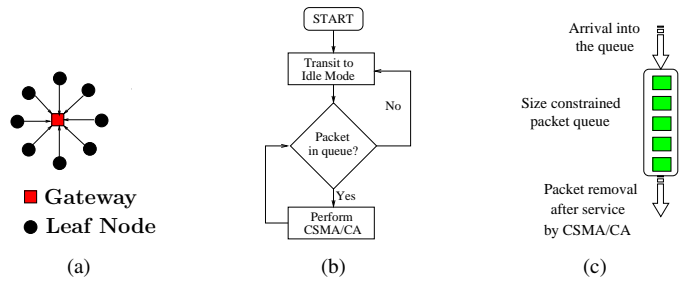 Gateway
Leaf Node
(a)
START
Transit to
Idle Mode
No
Packet
in queue?
Yes
Perform
CSMA/CA
(b)
Arrival into
the queue
Size constrained
packet queue
Packet removal
after service
by CSMA/CA
(c)